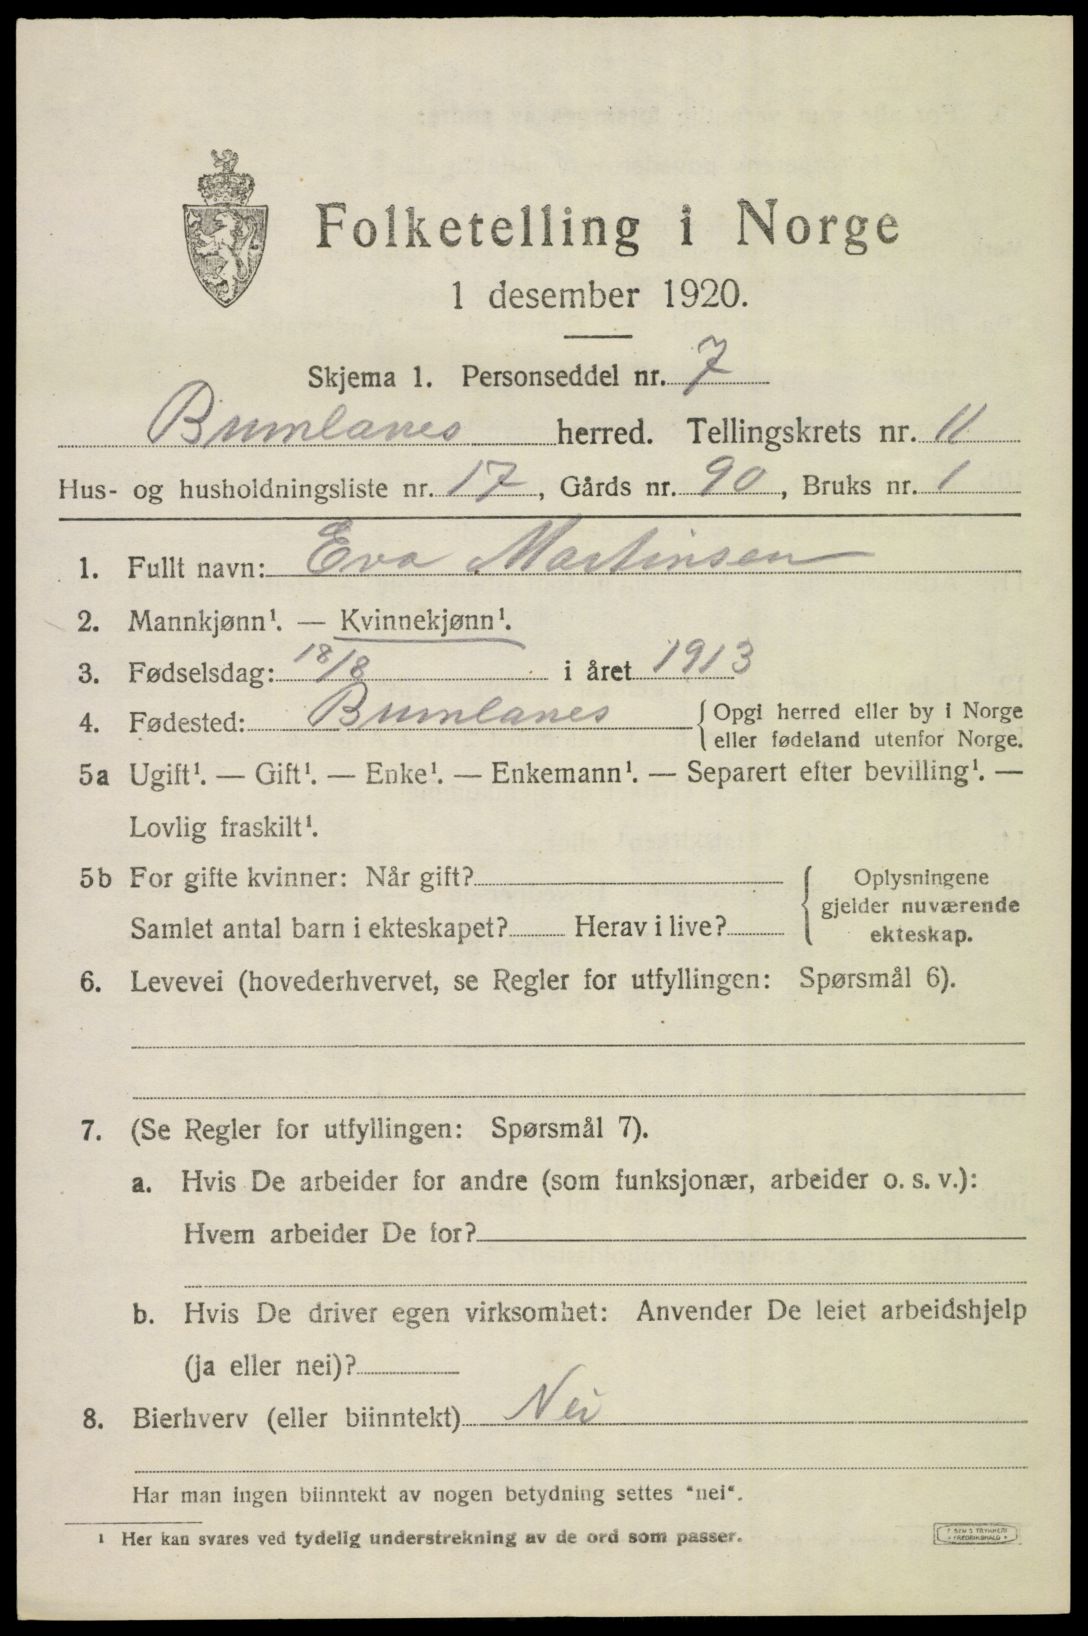 Folketelling i Norge
1 desember 1920.
Skjema 1. Personseddel nr. 7
Brunlanes herred. Tellingskrets nr. 11
Hus- og husholdningsliste nr. 17, Gårds nr. 90, Bruks nr. 1
1. Fullt navn: Eva Martinsen
2. Mannkjønn¹. — Kvinnekjønn¹.
3. Fødselsdag: 18/8 i året 1913
4. Fødested: Brunlanes {Opgi herred eller by i Norge
eller fødeland utenfor Norge.
5a Ugift¹. — Gift¹. — Enke¹. — Enkemann¹. — Separert efter bevilling¹. —
Lovlig fraskilt¹.
5b For gifte kvinner: Når gift?
Samlet antal barn i ekteskapet? Herav i live?
{Oplysningene
gjelder nuværende
ekteskap.
6. Levevei (hovederhvervet, se Regler for utfyllingen: Spørsmål 6).
7. (Se Regler for utfyllingen: Spørsmål 7).
a. Hvis De arbeider for andre (som funksjonær, arbeider o. s. v.):
Hvem arbeider De for?
b. Hvis De driver egen virksomhet: Anvender De leiet arbeidshjelp
(ja eller nei)?
8. Bierhverv (eller biinntekt) Nei
Har man ingen biinntekt av nogen betydning settes "nei".
¹ Her kan svares ved tydelig understrekning av de ord som passer.